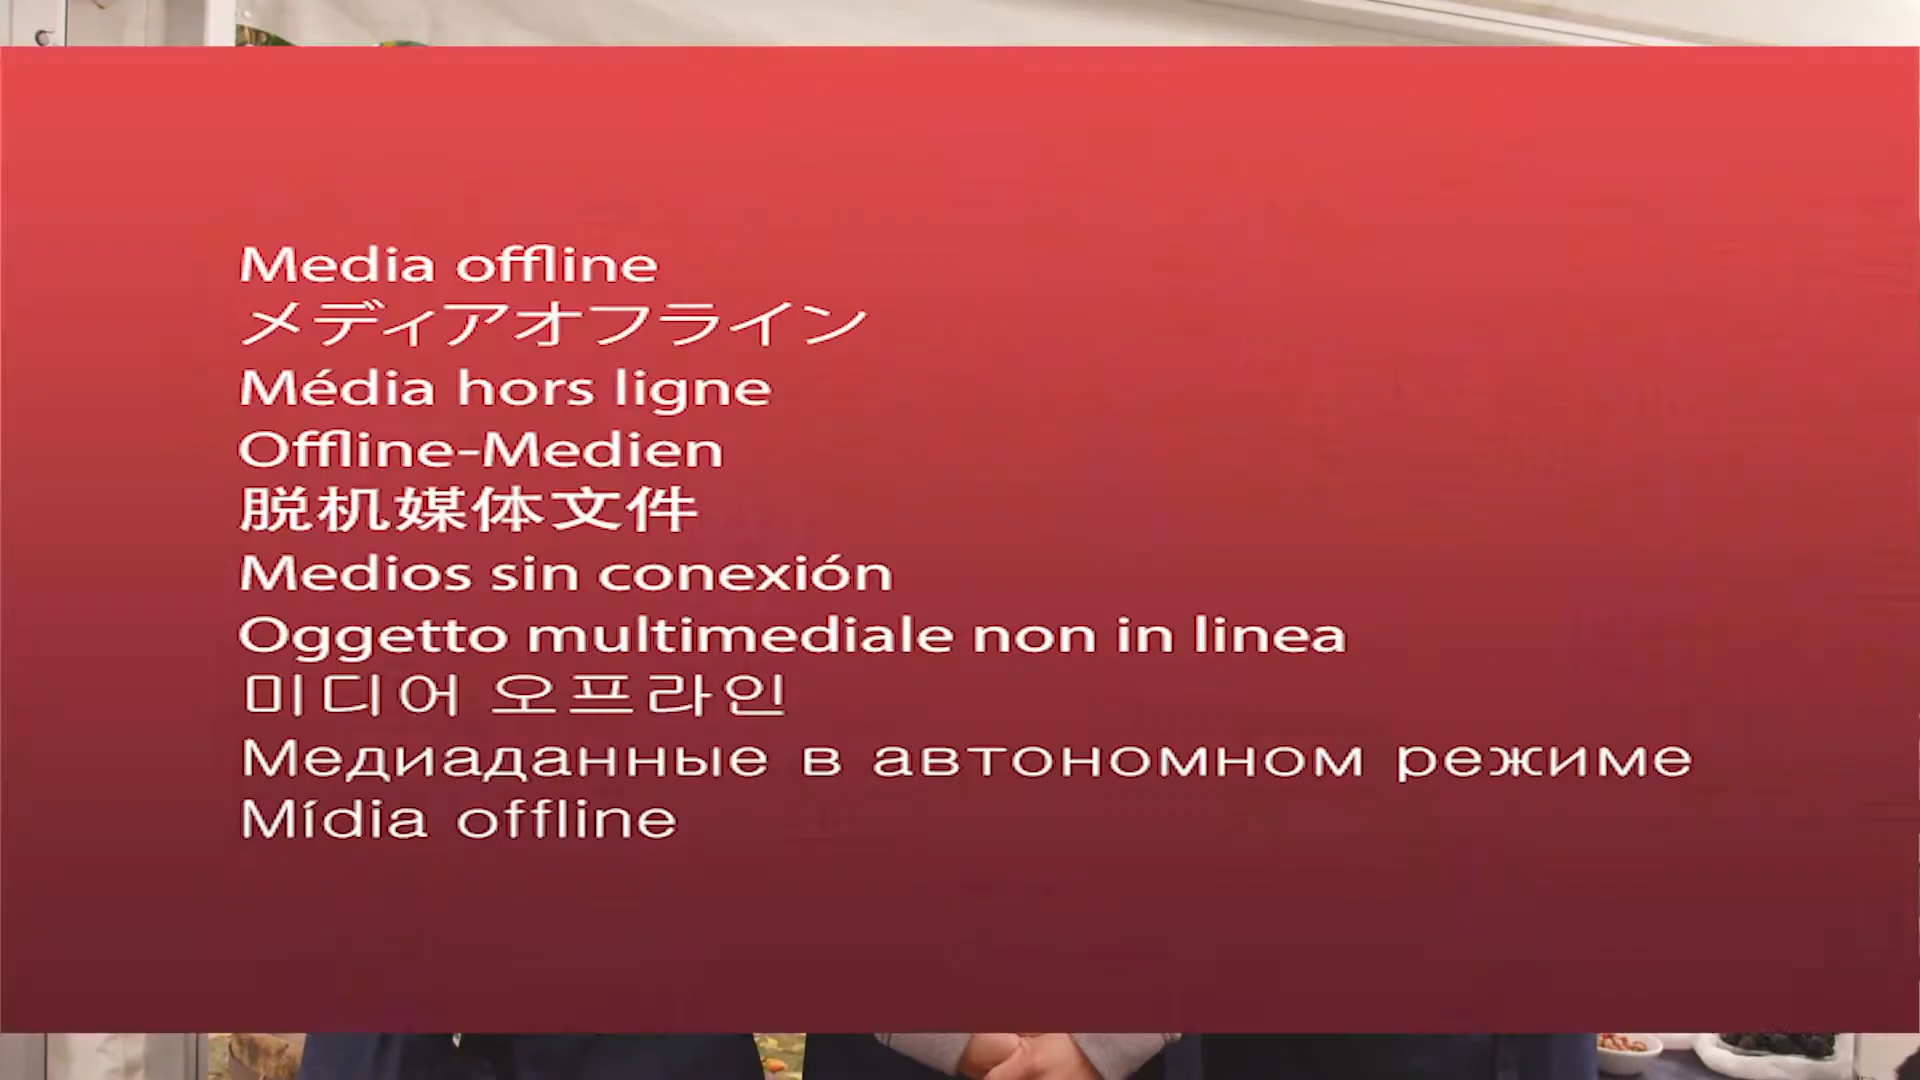 Media offline
メディアオフライン
Média hors ligne
Offline-Medien
脱机媒体文件
Medios sin conexión
Oggetto multimediale non in linea
미디어 오프라인
Медиаданные в автономном режиме
Mídia offline